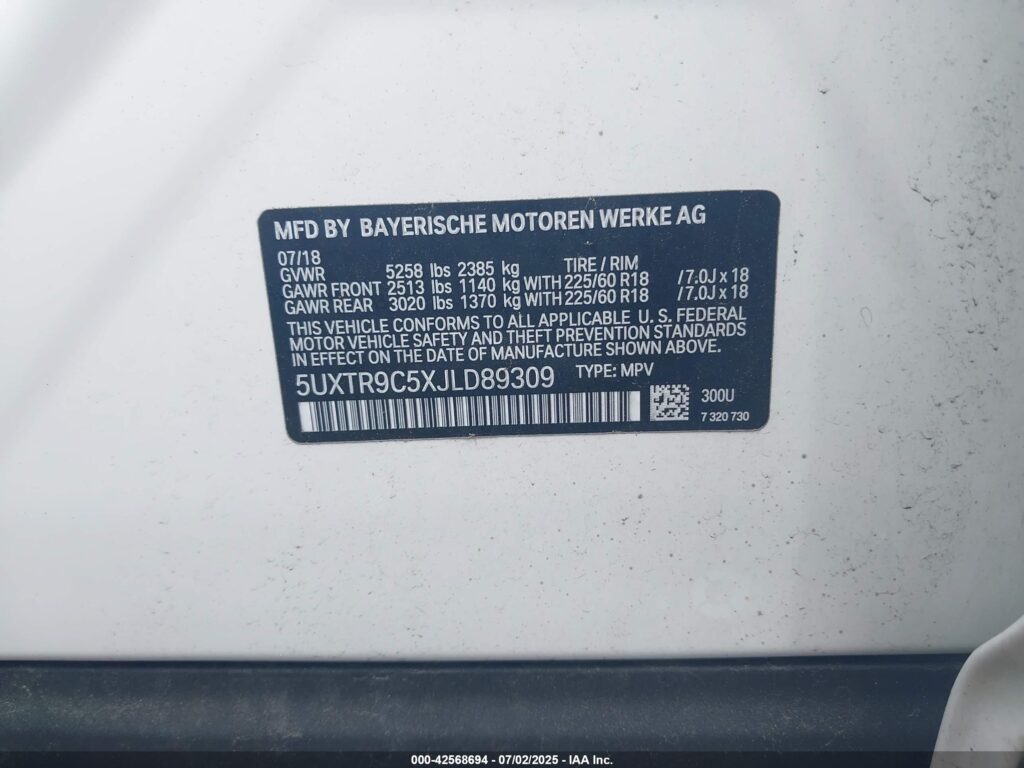 MFD BY BAYERISCHE MOTOREN WERKE AG
07/18 TIRE / RIM
GVWR 5258 lbs 2385 kg
GAWR FRONT 2513 lbs 1140 kg WITH 225/60 R18 /7.0J x 18
GAWR REAR 3020 lbs 1370 kg WITH 225/60 R18 /7.0J x 18
THIS VEHICLE CONFORMS TO ALL APPLICABLE U. S. FEDERAL
MOTOR VEHICLE SAFETY AND THEFT PREVENTION STANDARDS
IN EFFECT ON THE DATE OF MANUFACTURE SHOWN ABOVE.
5UXTR9C5XJLD89309 TYPE: MPV
300U
7 320 730
000-42568694 - 07/02/2025 - IAA Inc.